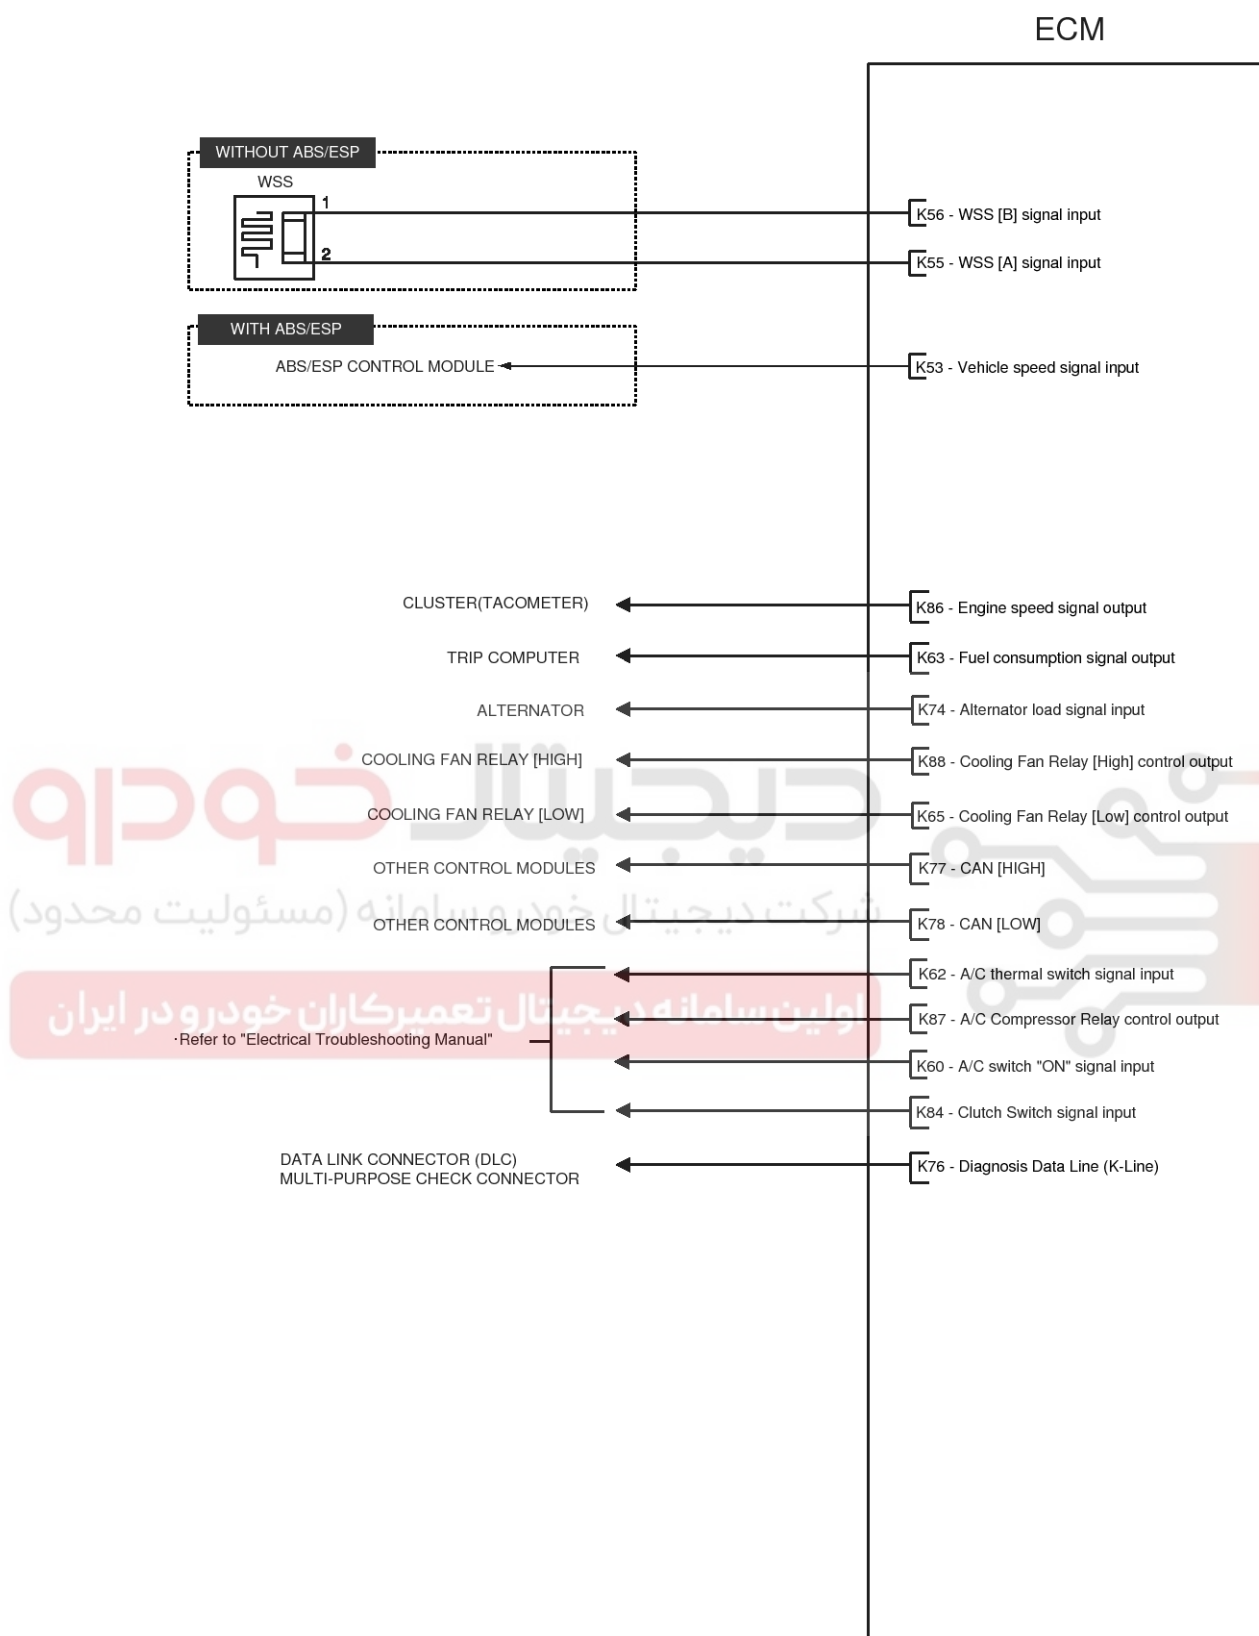 ECM
WITHOUT ABS/ESP
WSS
1
K56 - WSS [B] signal input
2
K55 - WSS [A] signal input
WITH ABS/ESP
ABS/ESP CONTROL MODULE
K53 - Vehicle speed signal input
CLUSTER(TACOMETER)
K86 - Engine speed signal output
TRIP COMPUTER
K63 - Fuel consumption signal output
ALTERNATOR
K74 - Alternator load signal input
COOLING FAN RELAY [HIGH]
K88 - Cooling Fan Relay [High] control output
دیجیتال خودرو
COOLING FAN RELAY [LOW]
K65 - Cooling Fan Relay [Low] control output
OTHER CONTROL MODULES
K77 - CAN [HIGH]
شرکت دیجیتال خودرو سامانه (مسئولیت محدود)
OTHER CONTROL MODULES
K78 - CAN [LOW]
K62 - A/C thermal switch signal input
اولین سامانه دیجیتال تعمیرکاران خودرو در ایران
K87 - A/C Compressor Relay control output
·Refer to "Electrical Troubleshooting Manual"
K60 - A/C switch "ON" signal input
K84 - Clutch Switch signal input
DATA LINK CONNECTOR (DLC)
MULTI-PURPOSE CHECK CONNECTOR
K76 - Diagnosis Data Line (K-Line)